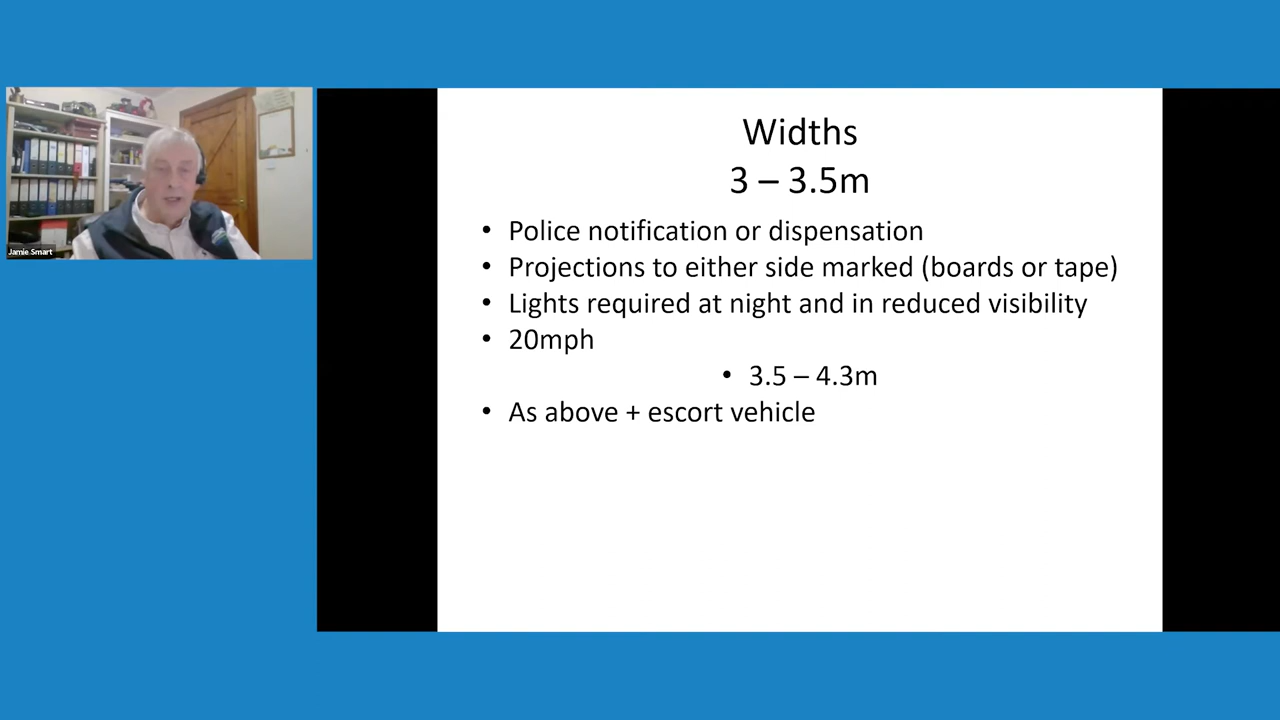 Widths
3 – 3.5m
• Police notification or dispensation
• Projections to either side marked (boards or tape)
• Lights required at night and in reduced visibility
• 20mph
• 3.5 – 4.3m
• As above + escort vehicle
Jamie Smart